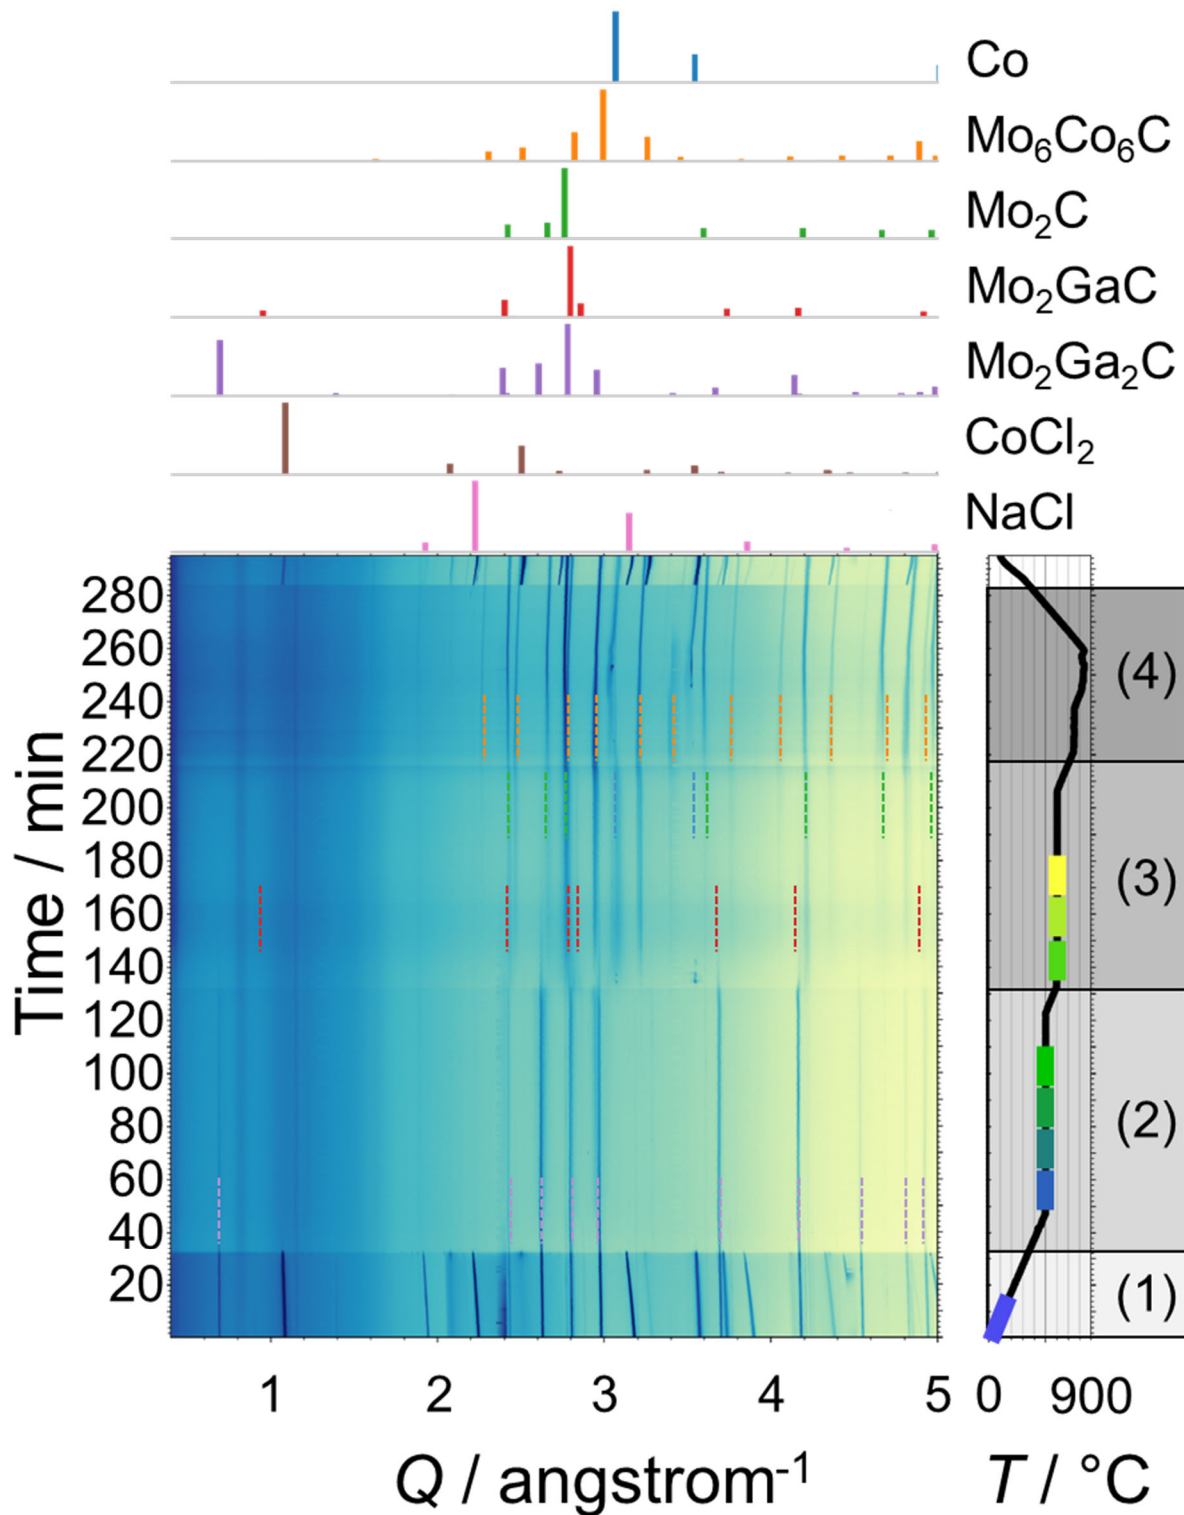 Co
Mo₆Co₆C
Mo₂C
Mo₂GaC
Mo₂Ga₂C
CoCl₂
NaCl
280
260
240
220
200
180
160
140
120
100
80
60
40
20
Time / min
(4)
(3)
(2)
(1)
1 2 3 4 5 0 900
Q / angstrom⁻¹ T / °C